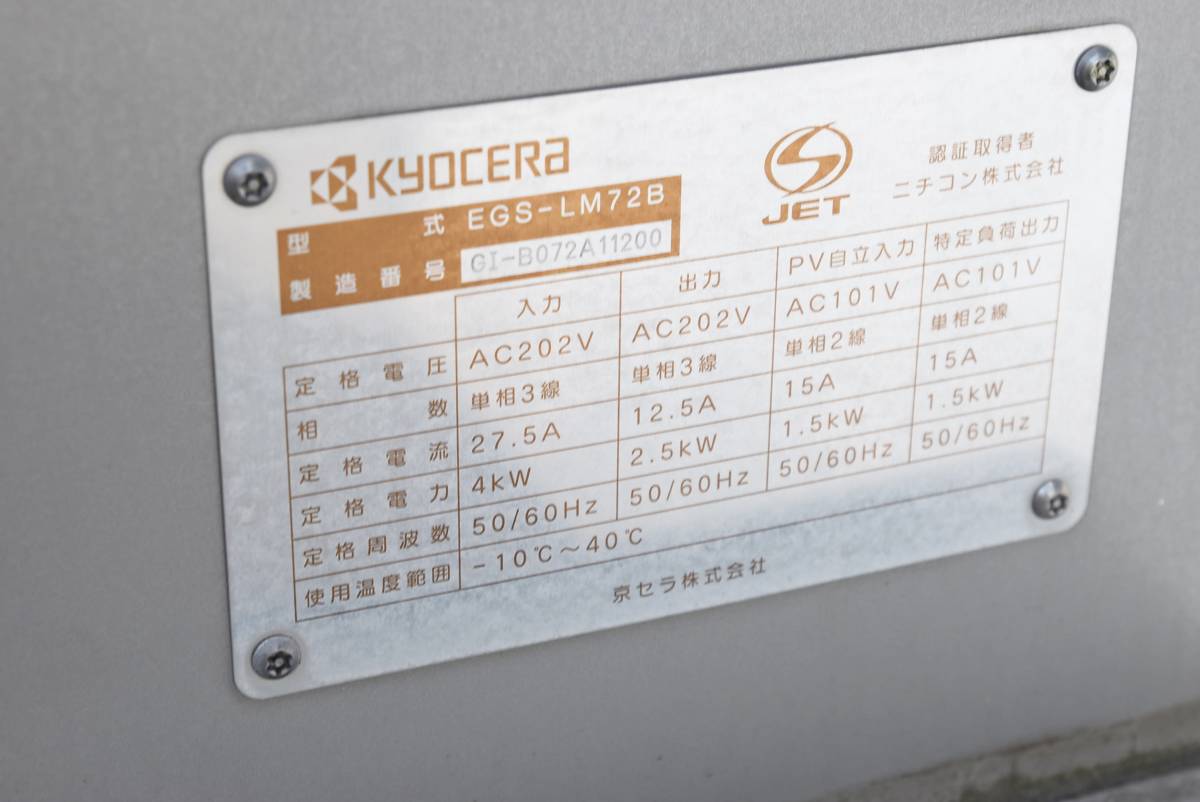 KYOCERA
型式 EGS-LM72B
製造番号 GI-B072A11200
JET
認証取得者
ニチコン株式会社
入力 出力 PV自立入力 特定負荷出力
定格電圧 AC202V AC202V AC101V AC101V
相数 単相3線 単相3線 単相2線 単相2線
定格電流 27.5A 12.5A 15A 15A
定格電力 4kW 2.5kW 1.5kW 1.5kW
定格周波数 50/60Hz 50/60Hz 50/60Hz 50/60Hz
使用温度範囲 -10℃～40℃
京セラ株式会社